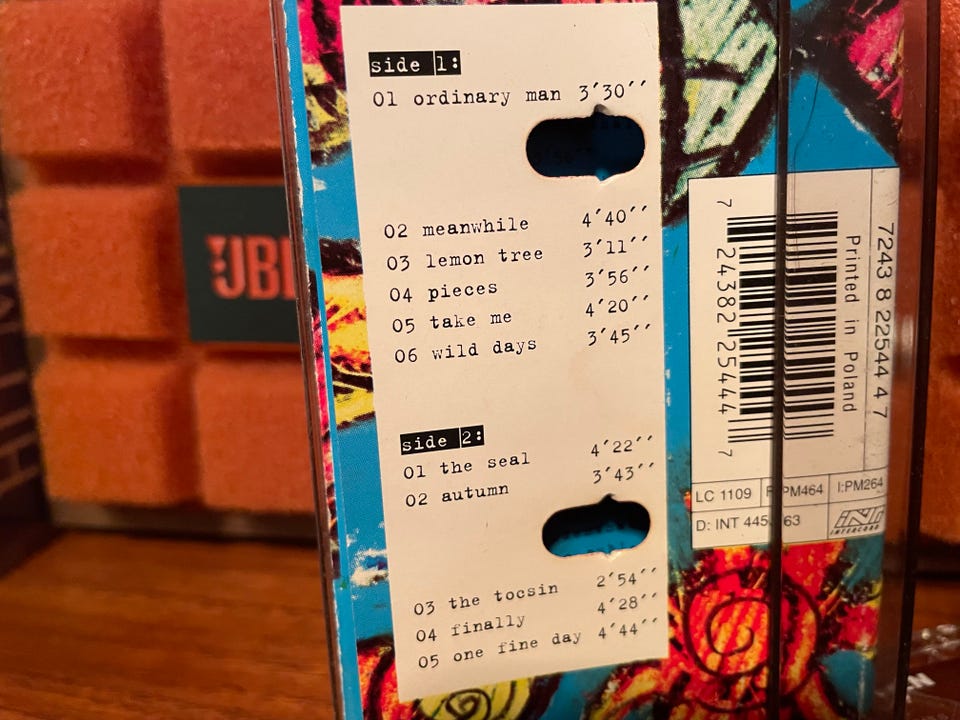 JBL
side 1:
01 ordinary man 3'30''
02 meanwhile 4'40''
03 lemon tree 3'11''
04 pieces 3'56''
05 take me 4'20''
06 wild days 3'45''
side 2:
01 the seal 4'22''
02 autumn 3'43''
03 the tocsin 2'54''
04 finally 4'28''
05 one fine day 4'44''
7243 8 22544 4 7
Printed in Poland
7 24382 25444 7
LC 1109
PM464
I:PM264
D: INT 445
63
INTERCORD